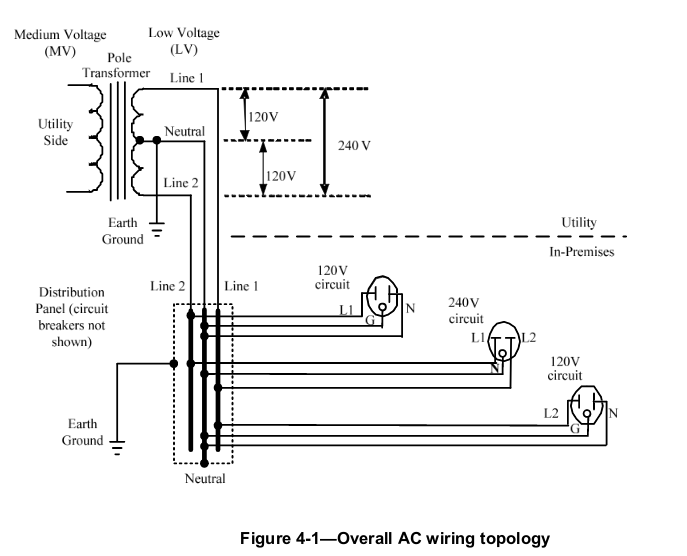 Medium Voltage
(MV)
Low Voltage
(LV)
Pole
Transformer
Line 1
120V
Utility
Side
Neutral
240 V
120V
Line 2
Earth
Ground
Utility
In-Premises
120V
circuit
Line 2
Line 1
Distribution
Panel (circuit
breakers not
shown)
L1
G
N
240V
circuit
L1
L2
N
120V
circuit
L2
G
N
Earth
Ground
Neutral
Figure 4-1—Overall AC wiring topology